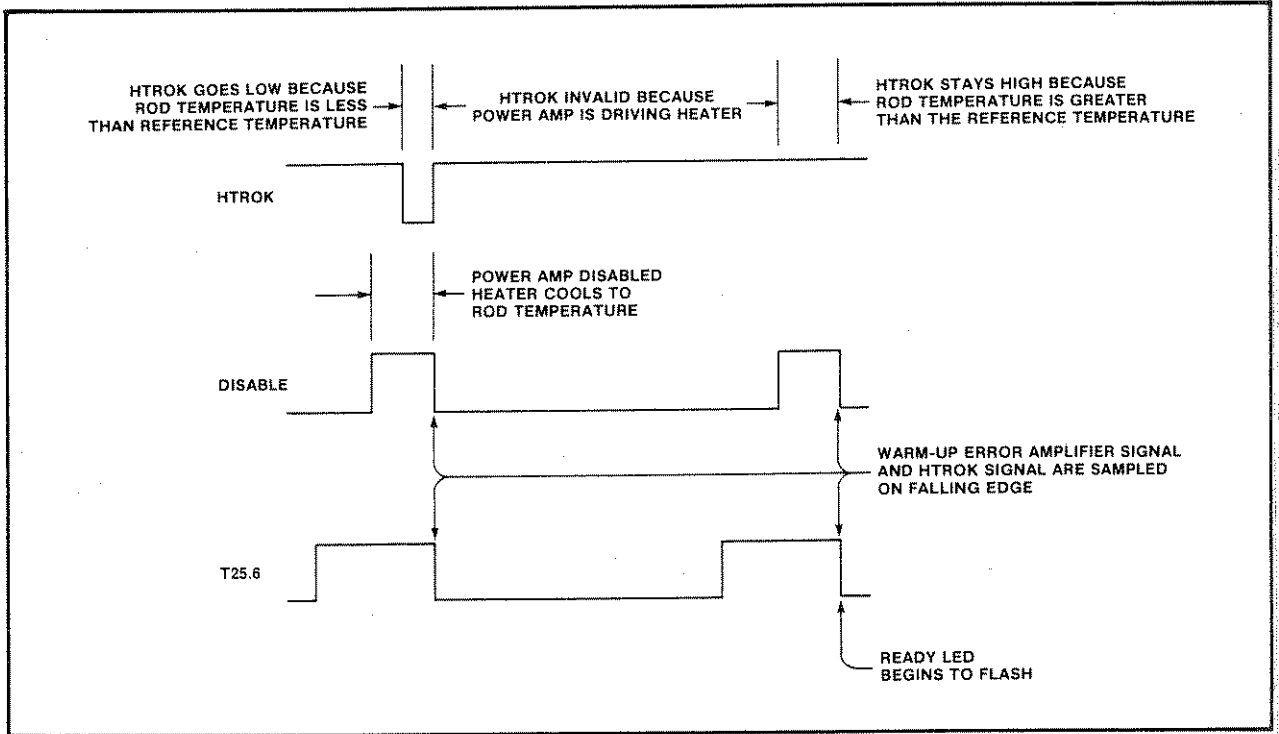 HTROK GOES LOW BECAUSE
ROD TEMPERATURE IS LESS
THAN REFERENCE TEMPERATURE
HTROK INVALID BECAUSE
POWER AMP IS DRIVING HEATER
HTROK STAYS HIGH BECAUSE
ROD TEMPERATURE IS GREATER
THAN THE REFERENCE TEMPERATURE
HTROK
POWER AMP DISABLED
HEATER COOLS TO
ROD TEMPERATURE
DISABLE
WARM-UP ERROR AMPLIFIER SIGNAL
AND HTROK SIGNAL ARE SAMPLED
ON FALLING EDGE
T25.6
READY LED
BEGINS TO FLASH